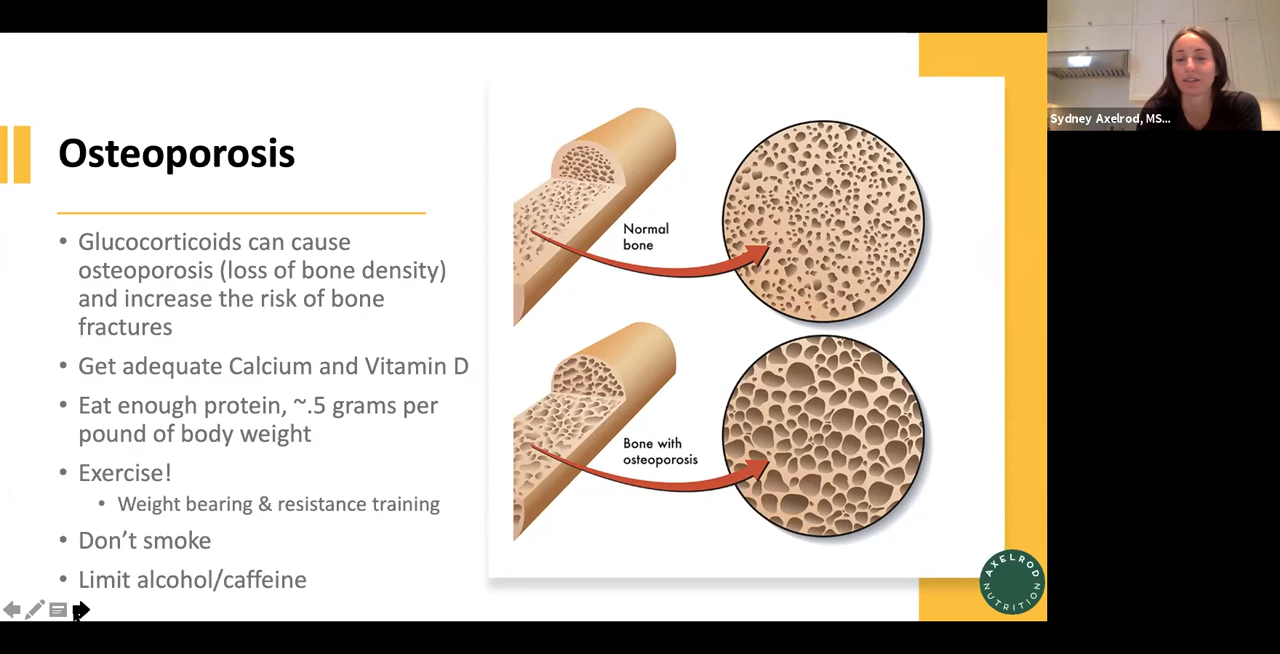 Sydney Axelrod, MS...
Osteoporosis
• Glucocorticoids can cause
osteoporosis (loss of bone density)
and increase the risk of bone
fractures
• Get adequate Calcium and Vitamin D
• Eat enough protein, ~.5 grams per
pound of body weight
• Exercise!
• Weight bearing & resistance training
• Don’t smoke
• Limit alcohol/caffeine
Normal
bone
Bone with
osteoporosis
AXELROD
NUTRITION